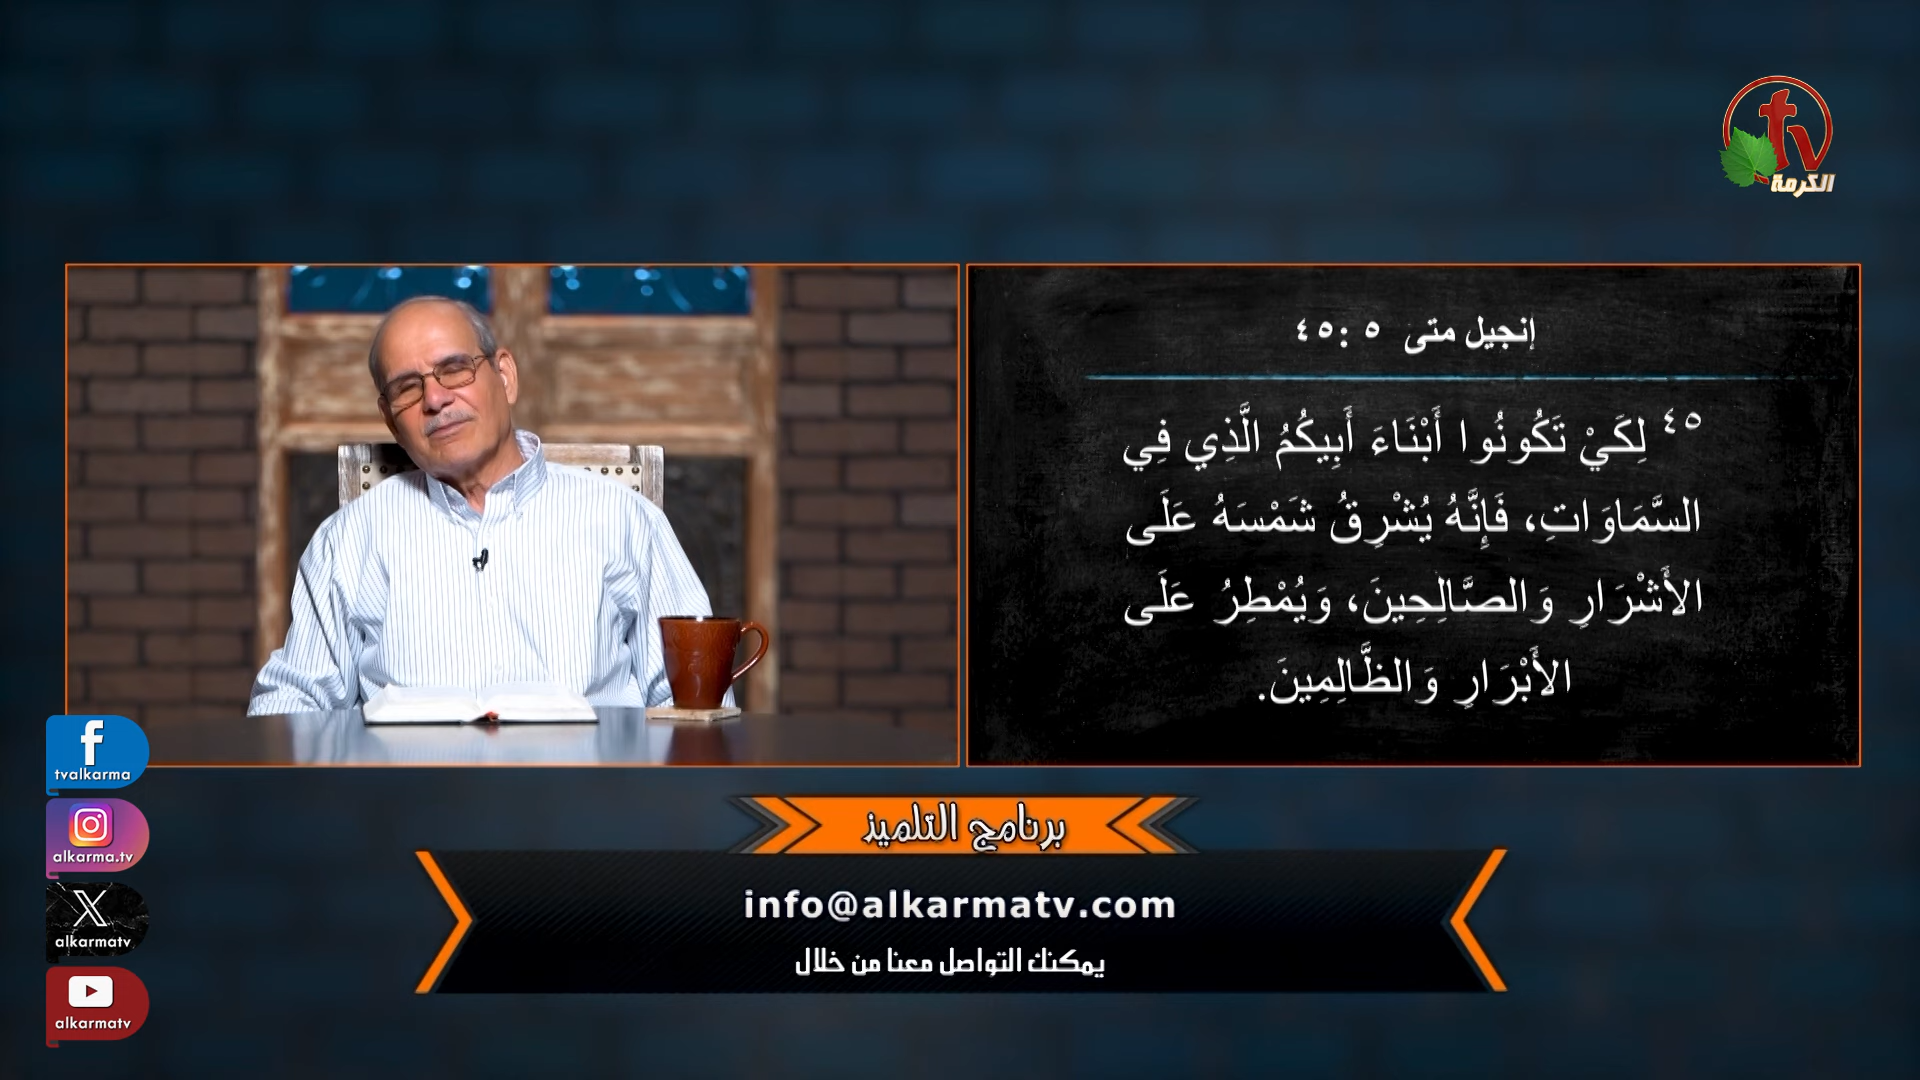 tv
الكرمة
إنجيل متى ٥ :٤٥
٤٥ لِكَيْ تَكُونُوا أَبْنَاءَ أَبِيكُمُ الَّذِي فِي
السَّمَاوَاتِ، فَإِنَّهُ يُشْرِقُ شَمْسَهُ عَلَى
الأَشْرَارِ وَالصَّالِحِينَ، وَيُمْطِرُ عَلَى
الأَبْرَارِ وَالظَّالِمِينَ.
tvalkarma
alkarma.tv
alkarmatv
alkarmatv
برنامج التلميذ
info@alkarmatv.com
يمكنك التواصل معنا من خلال